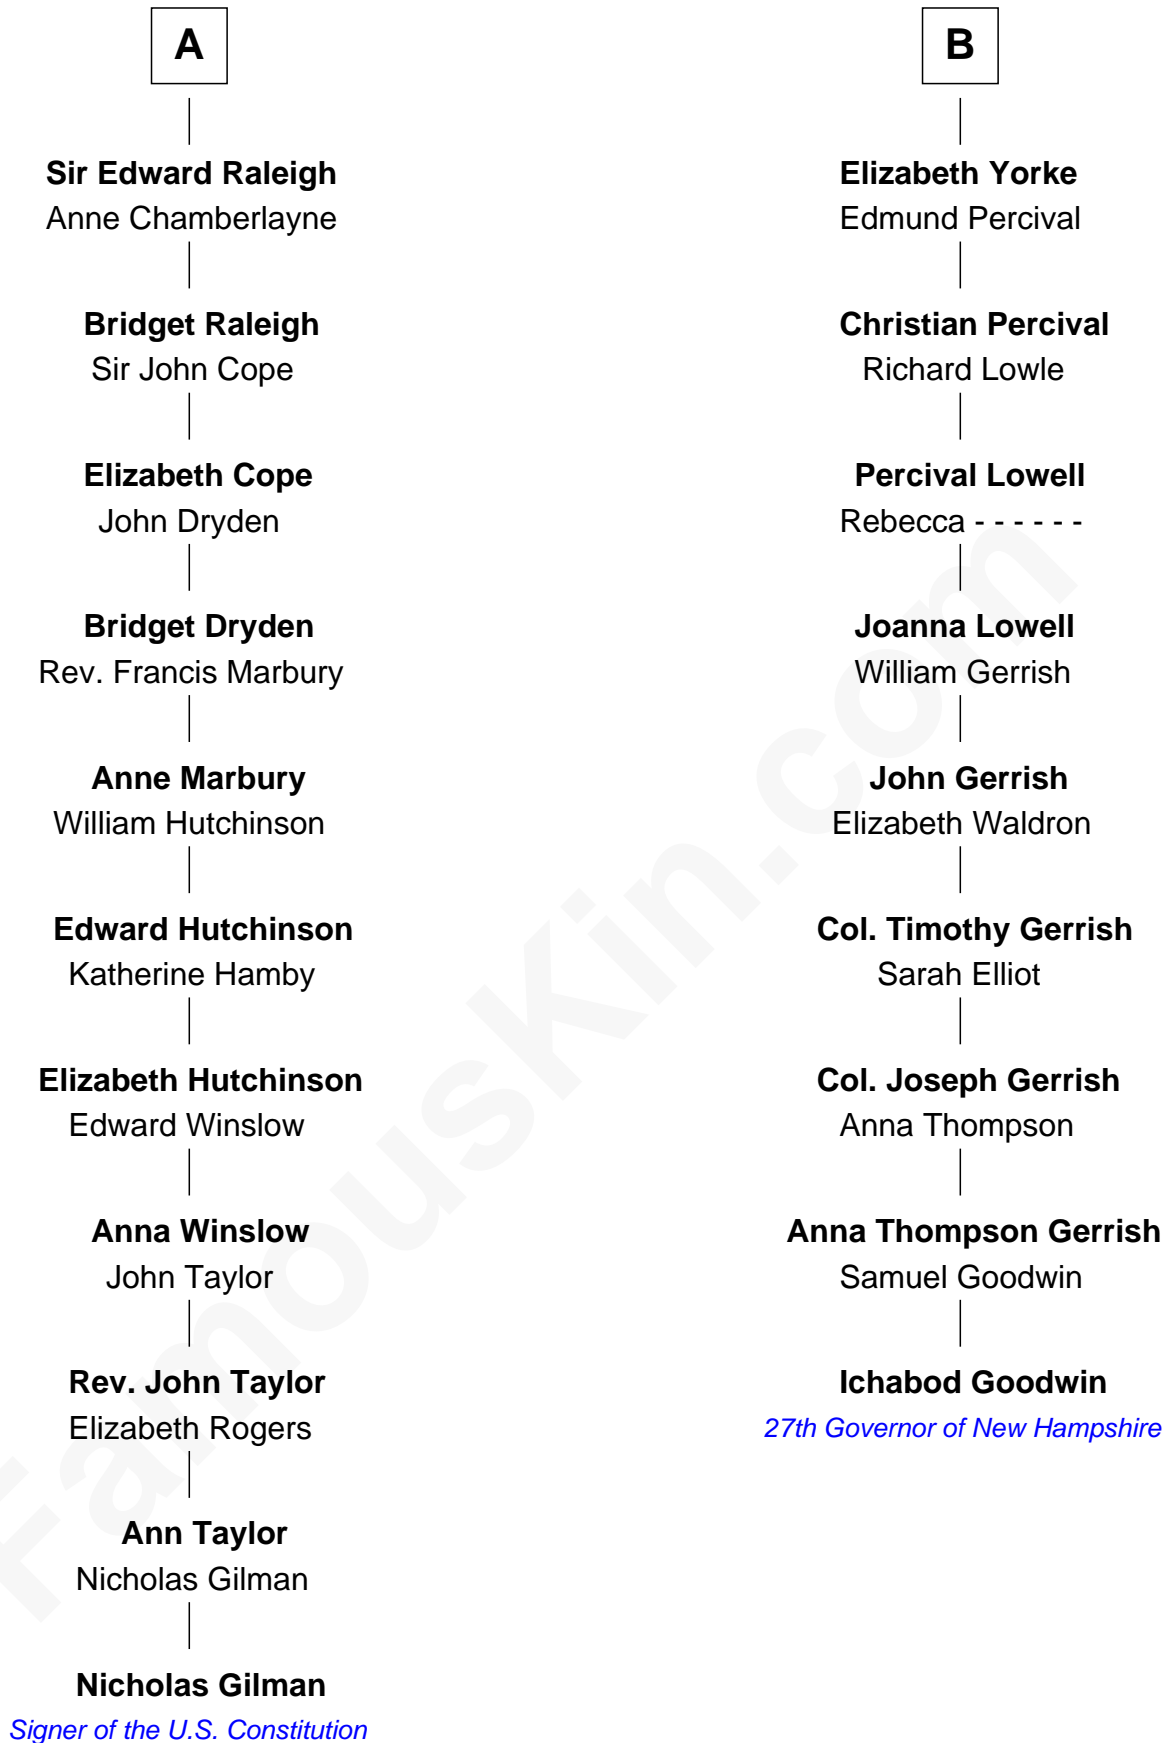 A
Sir Edward Raleigh
Anne Chamberlayne
Bridget Raleigh
Sir John Cope
Elizabeth Cope
John Dryden
Bridget Dryden
Rev. Francis Marbury
Anne Marbury
William Hutchinson
Edward Hutchinson
Katherine Hamby
Elizabeth Hutchinson
Edward Winslow
Anna Winslow
John Taylor
Rev. John Taylor
Elizabeth Rogers
Ann Taylor
Nicholas Gilman
Nicholas Gilman
Signer of the U.S. Constitution
B
Elizabeth Yorke
Edmund Percival
Christian Percival
Richard Lowle
Percival Lowell
Rebecca - - - - - -
Joanna Lowell
William Gerrish
John Gerrish
Elizabeth Waldron
Col. Timothy Gerrish
Sarah Elliot
Col. Joseph Gerrish
Anna Thompson
Anna Thompson Gerrish
Samuel Goodwin
Ichabod Goodwin
27th Governor of New Hampshire
FamousKin.com